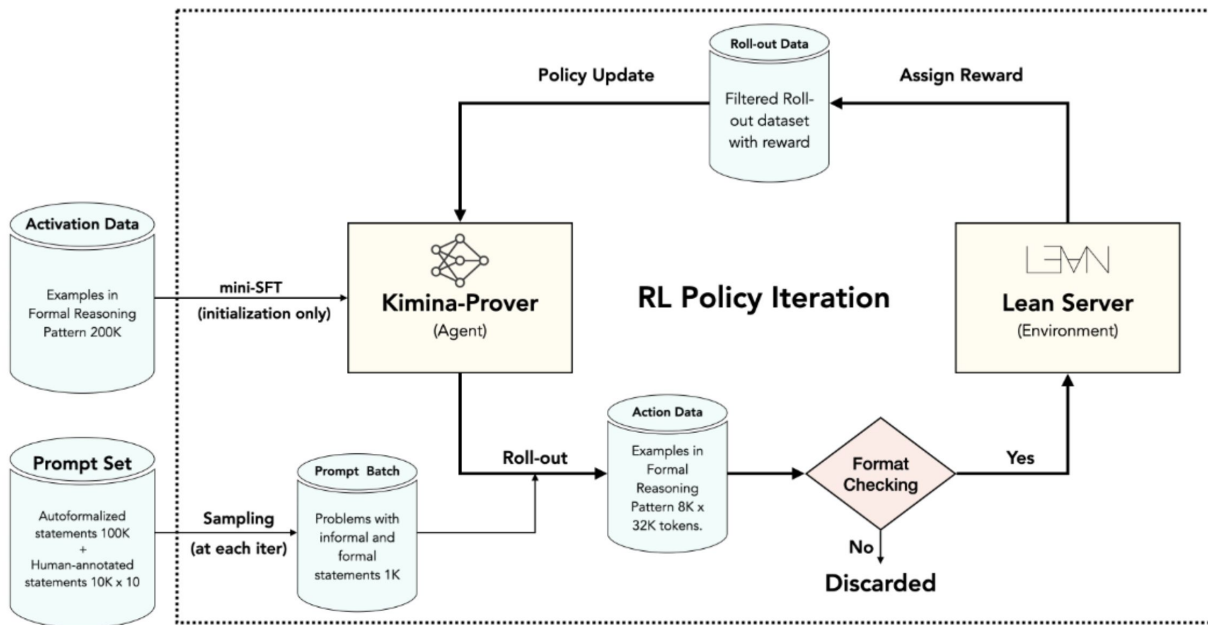 Roll-out Data
Filtered Roll-
out dataset
with reward
Policy Update
Assign Reward
Activation Data
Examples in
Formal Reasoning
Pattern 200K
mini-SFT
(initialization only)
Kimina-Prover
(Agent)
RL Policy Iteration
LEAN
Lean Server
(Environment)
Prompt Set
Autoformalized
statements 100K
+
Human-annotated
statements 10K x 10
Sampling
(at each iter)
Prompt Batch
Problems with
informal and
formal
statements 1K
Roll-out
Action Data
Examples in
Formal
Reasoning
Pattern 8K x
32K tokens.
Format
Checking
Yes
No
Discarded